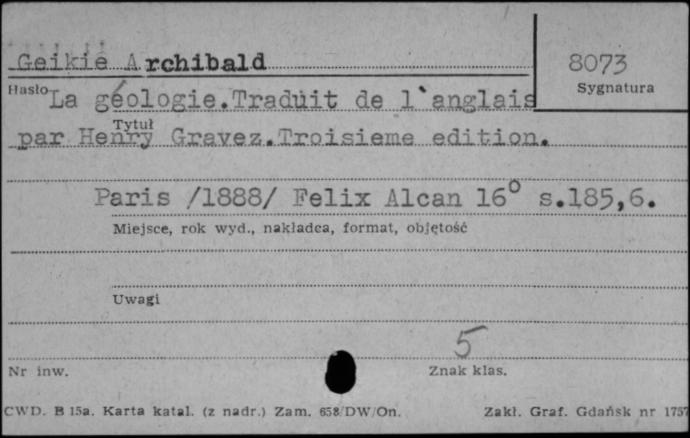 Geikie Archibald
8073
Hasło
Sygnatura
La géologie.Traduit de l`anglais
Tytuł
par Henry Gravez.Troisieme edition.
Paris /1888/ Felix Alcan 16° s.185,6.
Miejsce, rok wyd., nakładca, format, objętość
Uwagi
5
Nr inw.
Znak klas.
CWD. B 15a. Karta katal. (z nadr.) Zam. 658/DW/On.
Zakł. Graf. Gdańsk nr 1757